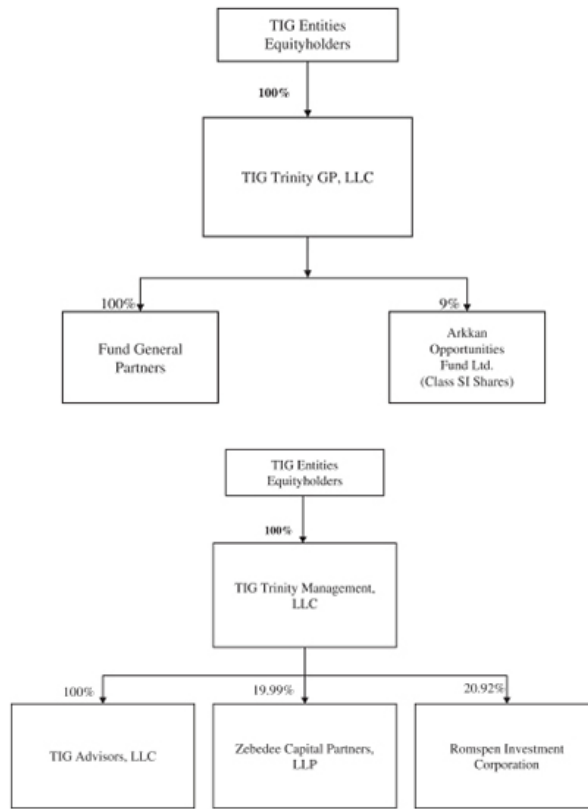 TIG Entities
Equityholders
100%
TIG Trinity GP, LLC
100%
9%
Fund General
Partners
Arkkan
Opportunities
Fund Ltd.
(Class SI Shares)
TIG Entities
Equityholders
100%
TIG Trinity Management,
LLC
100%
19.99%
20.92%
TIG Advisors, LLC
Zebedee Capital Partners,
LLP
Romspen Investment
Corporation